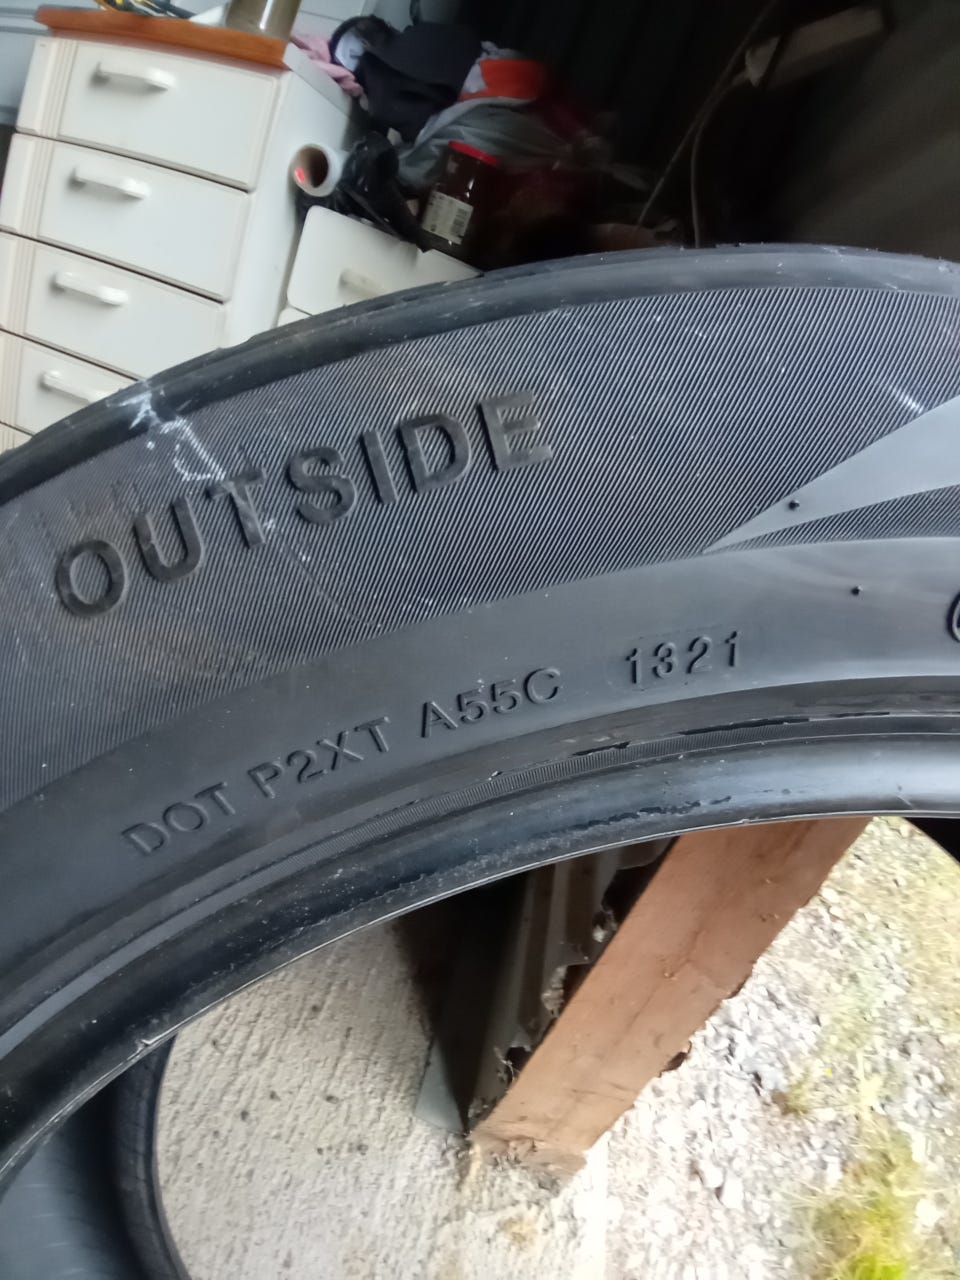 OUTSIDE
DOT P2XT A55C 1321